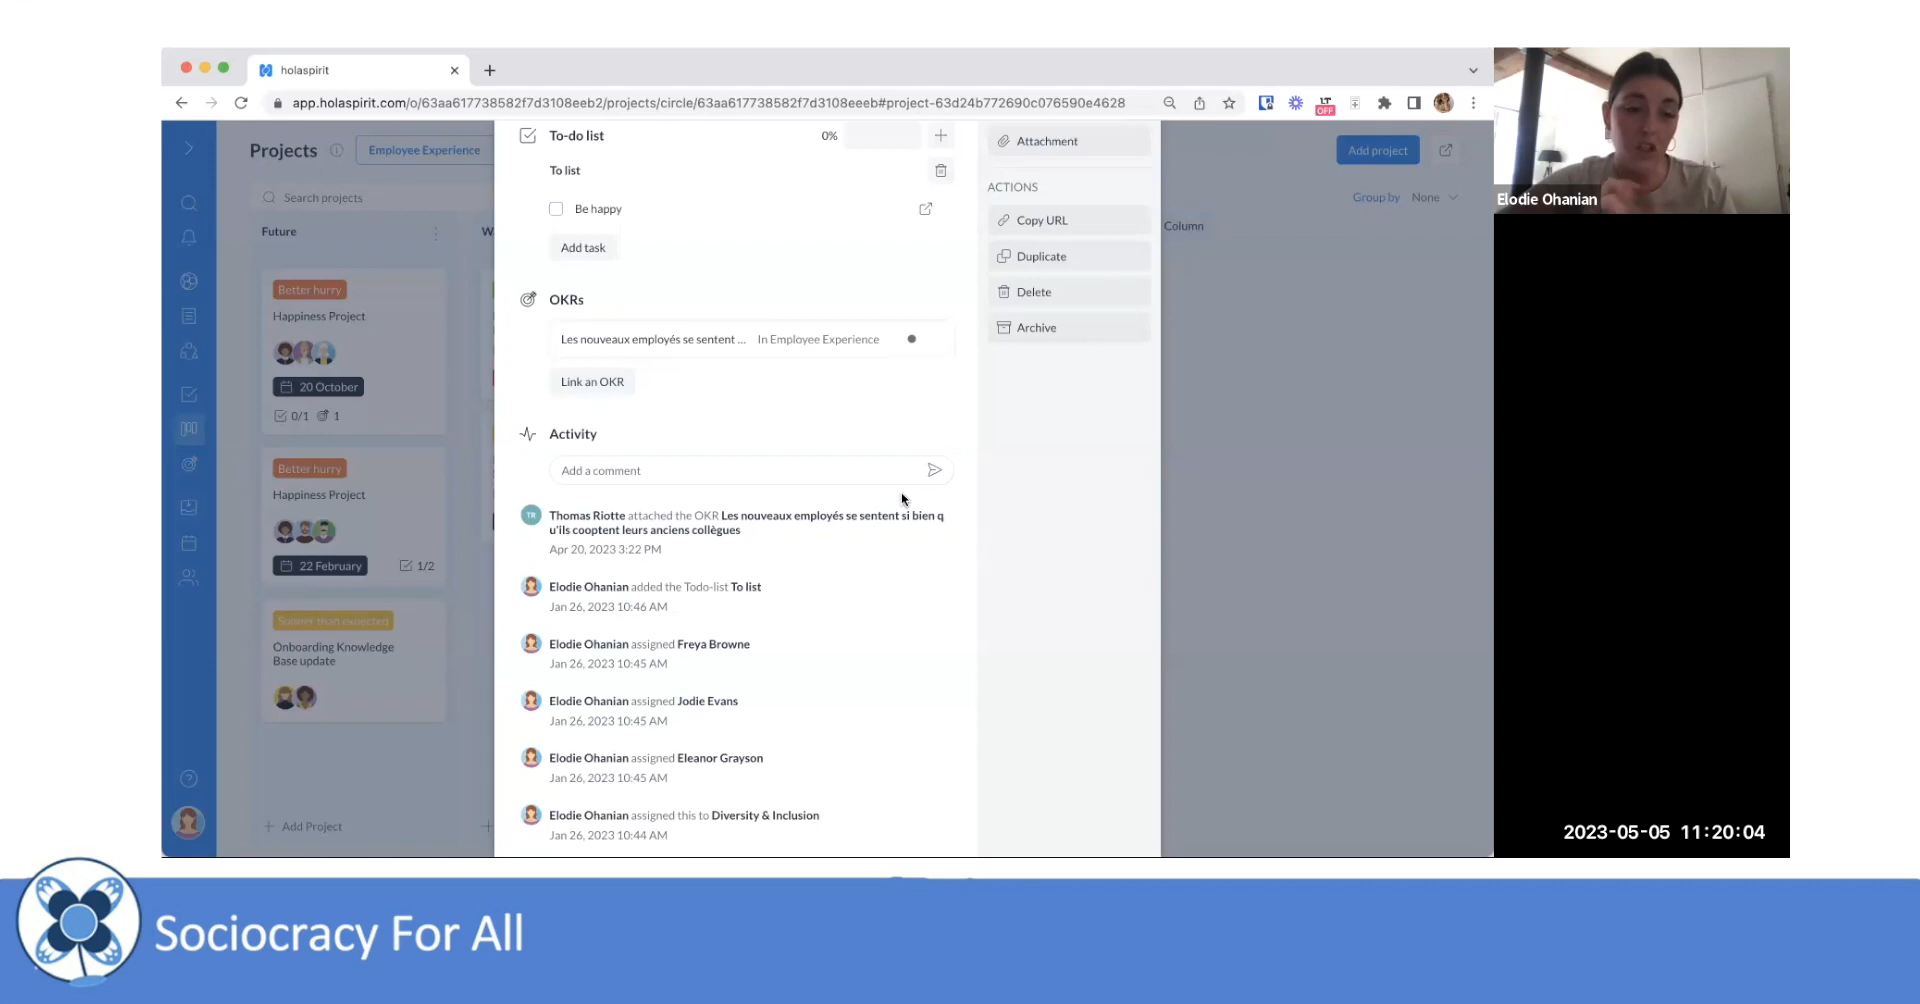 holaspirit
app.holaspirit.com/o/63aa617738582f7d3108eeb2/projects/circle/63aa617738582f7d3108eeeb#project-63d24b772690c076590e4628
LT
OFF
Elodie Ohanian
Projects
Employee Experience
Search projects
Add project
Group by None
Future
W
Column
Better hurry
Happiness Project
20 October
0/1 1
Better hurry
Happiness Project
22 February 1/2
Sooner than expected
Onboarding Knowledge
Base update
Add Project
To-do list 0%
To list
Be happy
Add task
OKRs
Les nouveaux employés se sentent ... In Employee Experience
Link an OKR
Activity
Add a comment
TR
Thomas Riotte attached the OKR Les nouveaux employés se sentent si bien q
u'ils cooptent leurs anciens collègues
Apr 20, 2023 3:22 PM
Elodie Ohanian added the Todo-list To list
Jan 26, 2023 10:46 AM
Elodie Ohanian assigned Freya Browne
Jan 26, 2023 10:45 AM
Elodie Ohanian assigned Jodie Evans
Jan 26, 2023 10:45 AM
Elodie Ohanian assigned Eleanor Grayson
Jan 26, 2023 10:45 AM
Elodie Ohanian assigned this to Diversity & Inclusion
Jan 26, 2023 10:44 AM
Attachment
ACTIONS
Copy URL
Duplicate
Delete
Archive
2023-05-05 11:20:04
Sociocracy For All